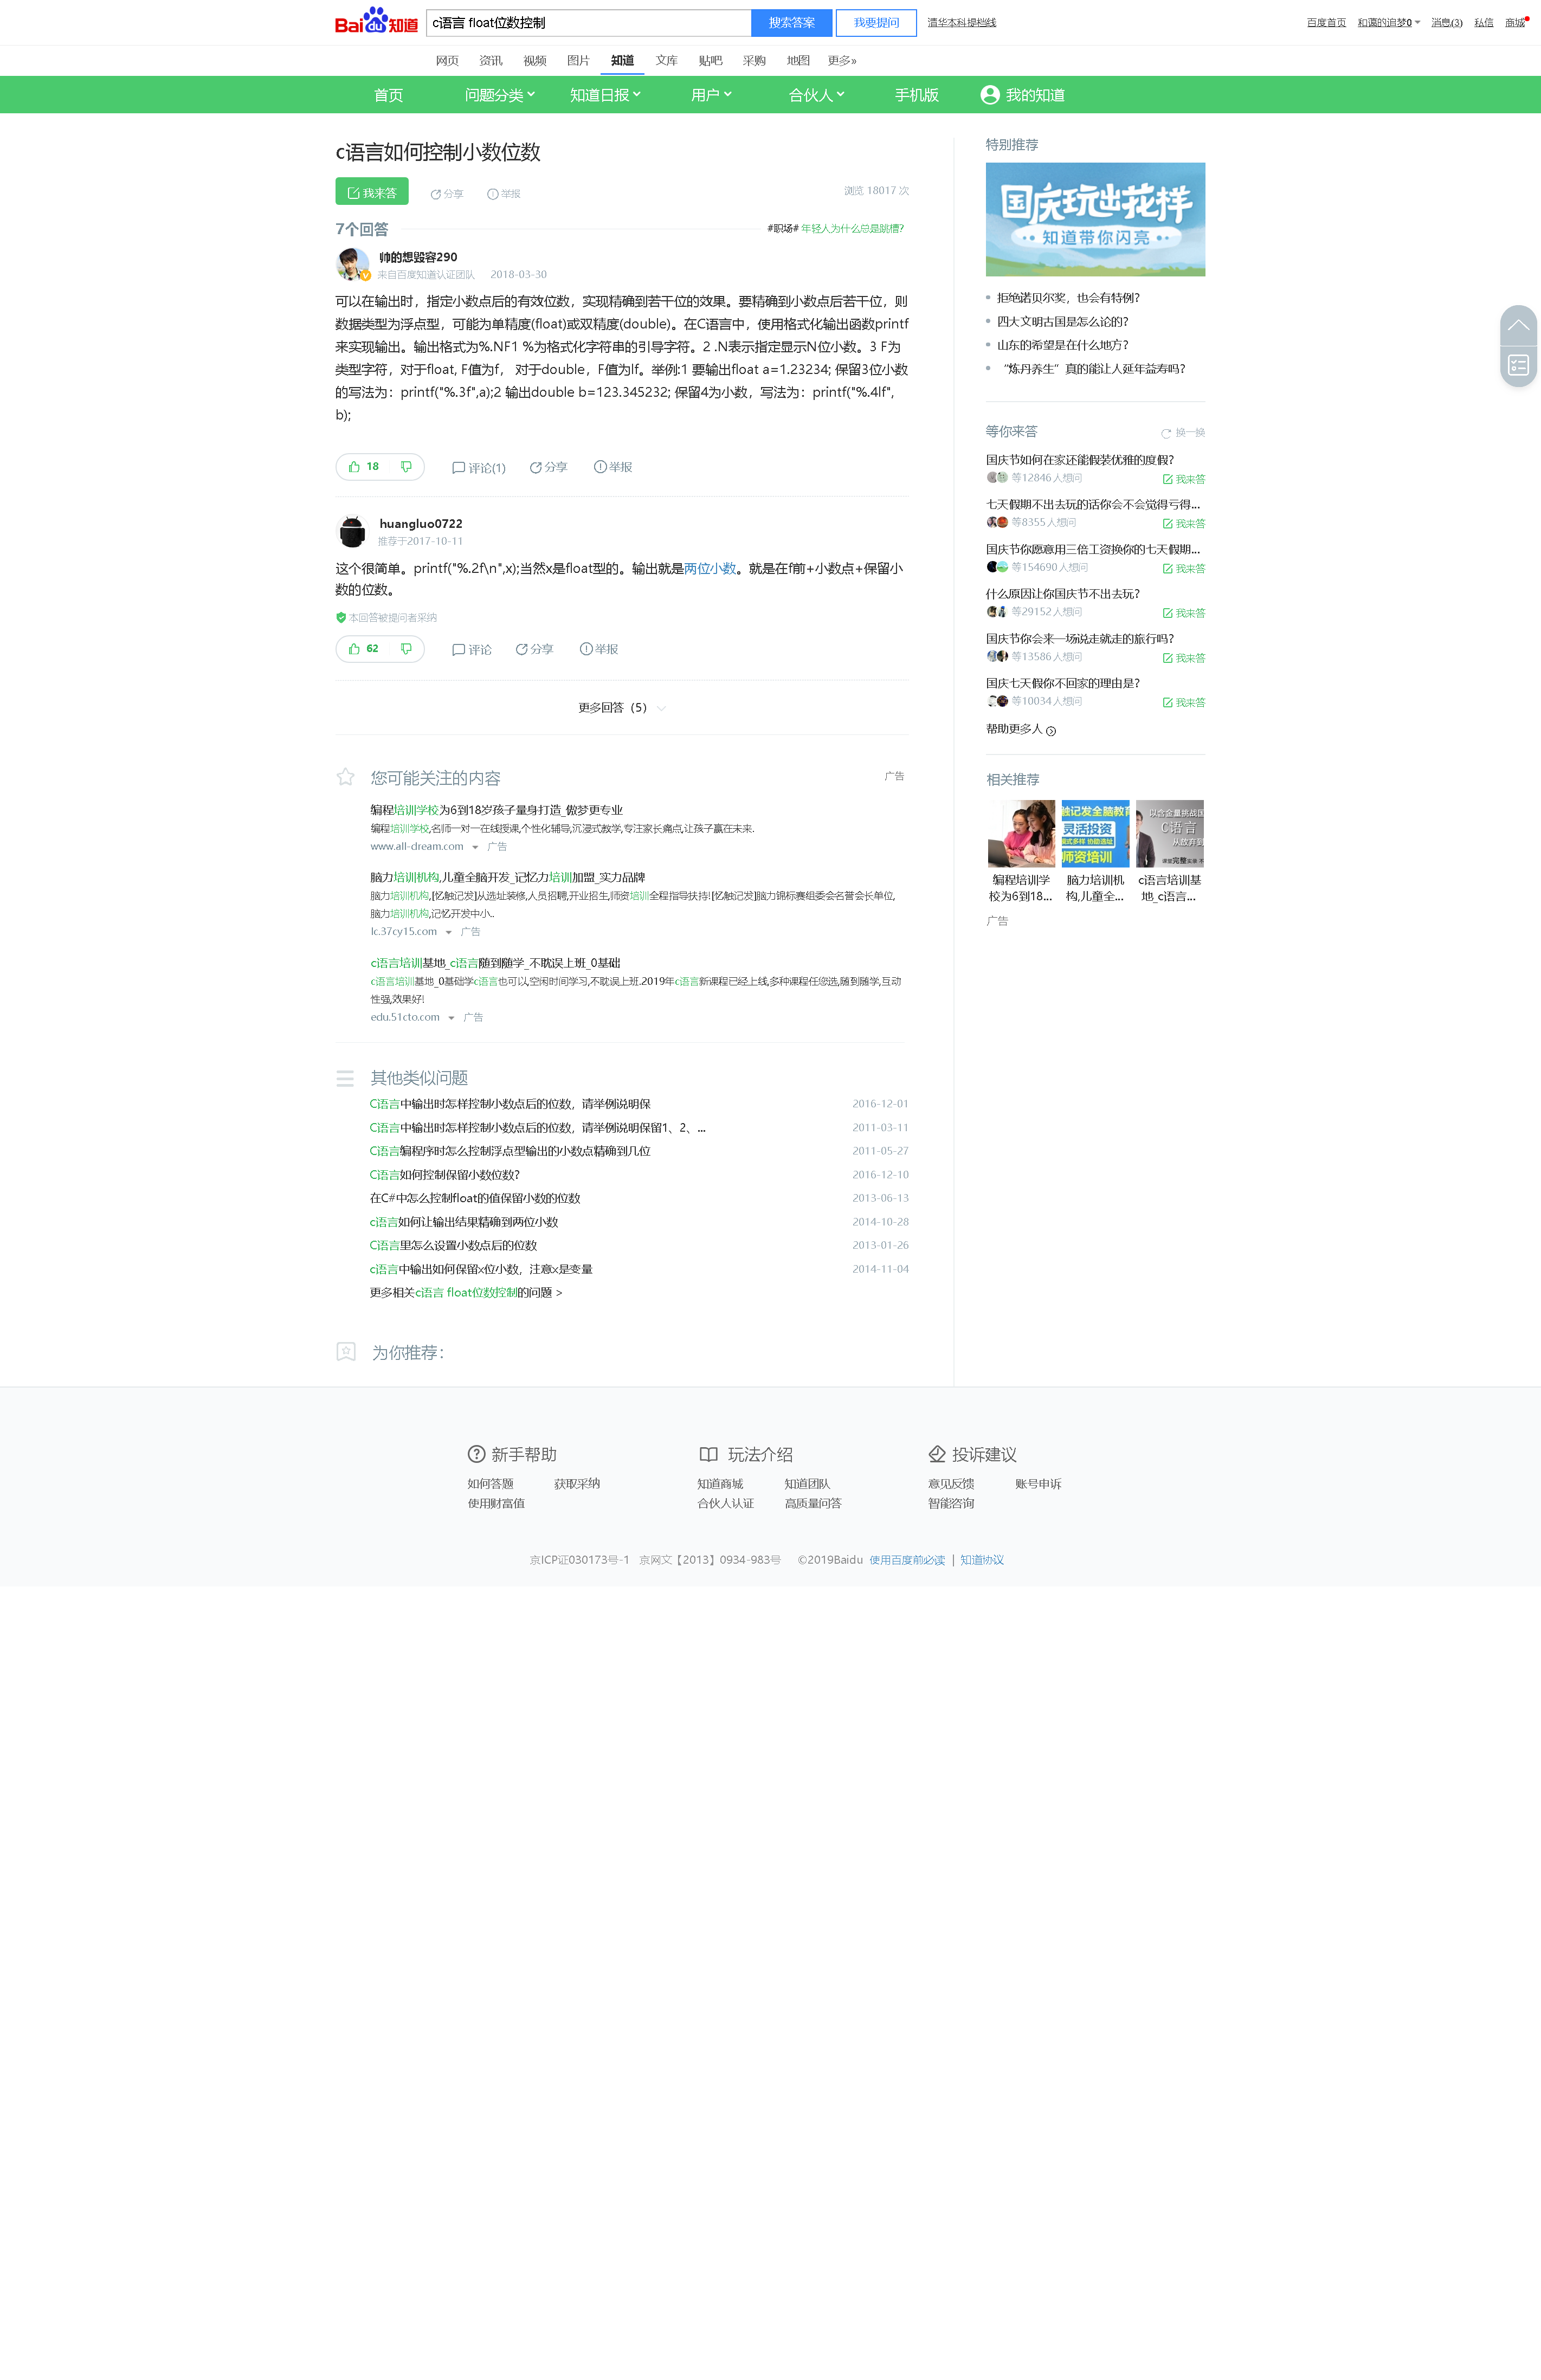 Bai du 知道
c语言 float位数控制
搜索答案
我要提问
清华本科提档线
百度首页
消息(3)
私信
商城
网页 资讯 视频 图片 知道 文库 贴吧 采购 地图 更多»
首页 问题分类 知道日报 用户 合伙人 手机版 我的知道
c语言如何控制小数位数
我来答 分享 举报
浏览 18017 次
7个回答
#职场# 年轻人为什么总是跳槽?
帅的想毁容290
来自百度知道认证团队 2018-03-30
可以在输出时，指定小数点后的有效位数，实现精确到若干位的效果。要精确到小数点后若干位，则
数据类型为浮点型，可能为单精度(float)或双精度(double)。在C语言中，使用格式化输出函数printf
来实现输出。输出格式为%.NF1 %为格式化字符串的引导字符。2 .N表示指定显示N位小数。3 F为
类型字符，对于float, F值为f， 对于double，F值为lf。举例:1 要输出float a=1.23234; 保留3位小数
的写法为：printf("%.3f",a);2 输出double b=123.345232; 保留4为小数，写法为：printf("%.4lf",
b);
18 评论(1) 分享 举报
huangluo0722
推荐于2017-10-11
这个很简单。printf("%.2f\n",x);当然x是float型的。输出就是两位小数。就是在f前+小数点+保留小
数的位数。
本回答被提问者采纳
62 评论 分享 举报
更多回答（5）
您可能关注的内容
广告
编程培训学校为6到18岁孩子量身打造_傲梦更专业
编程培训学校,名师一对一在线授课,个性化辅导,沉浸式教学,专注家长痛点,让孩子赢在未来.
www.all-dream.com 广告
脑力培训机构,儿童全脑开发_记忆力培训加盟_实力品牌
脑力培训机构,[忆触记发]从选址装修,人员招聘,开业招生,师资培训全程指导扶持![忆触记发]脑力锦标赛组委会名誉会长单位,
脑力培训机构,记忆开发中小..
lc.37cy15.com 广告
c语言培训基地_c语言随到随学_不耽误上班_0基础
c语言培训基地_0基础学c语言也可以,空闲时间学习,不耽误上班.2019年c语言新课程已经上线,多种课程任您选,随到随学,互动
性强,效果好!
edu.51cto.com 广告
其他类似问题
C语言中输出时怎样控制小数点后的位数，请举例说明保 2016-12-01
C语言中输出时怎样控制小数点后的位数，请举例说明保留1、2、... 2011-03-11
C语言编程序时怎么控制浮点型输出的小数点精确到几位 2011-05-27
C语言如何控制保留小数位数? 2016-12-10
在C#中怎么控制float的值保留小数的位数 2013-06-13
c语言如何让输出结果精确到两位小数 2014-10-28
C语言里怎么设置小数点后的位数 2013-01-26
c语言中输出如何保留x位小数，注意x是变量 2014-11-04
更多相关c语言 float位数控制的问题 >
为你推荐：
特别推荐
国庆玩出花样
知道带你闪亮
拒绝诺贝尔奖，也会有特例?
四大文明古国是怎么论的?
山东的希望是在什么地方?
“炼丹养生”真的能让人延年益寿吗?
等你来答
换一换
国庆节如何在家还能假装优雅的度假?
等12846人想问 我来答
七天假期不出去玩的话你会不会觉得亏得...
等8355人想问 我来答
国庆节你愿意用三倍工资换你的七天假期...
等154690人想问 我来答
什么原因让你国庆节不出去玩?
等29152人想问 我来答
国庆节你会来一场说走就走的旅行吗?
等13586人想问 我来答
国庆七天假你不回家的理由是?
等10034人想问 我来答
帮助更多人
相关推荐
触记发全脑教育
灵活投资
师资培训
以含金量挑战国
C语言
从放弃到
编程培训学
校为6到18...
脑力培训机
构,儿童全...
c语言培训基
地_c语言...
广告
新手帮助
如何答题 获取采纳
使用财富值
玩法介绍
知道商城 知道团队
合伙人认证 高质量问答
投诉建议
意见反馈 账号申诉
智能咨询
京ICP证030173号-1 京网文【2013】0934-983号 ©2019Baidu 使用百度前必读 | 知道协议